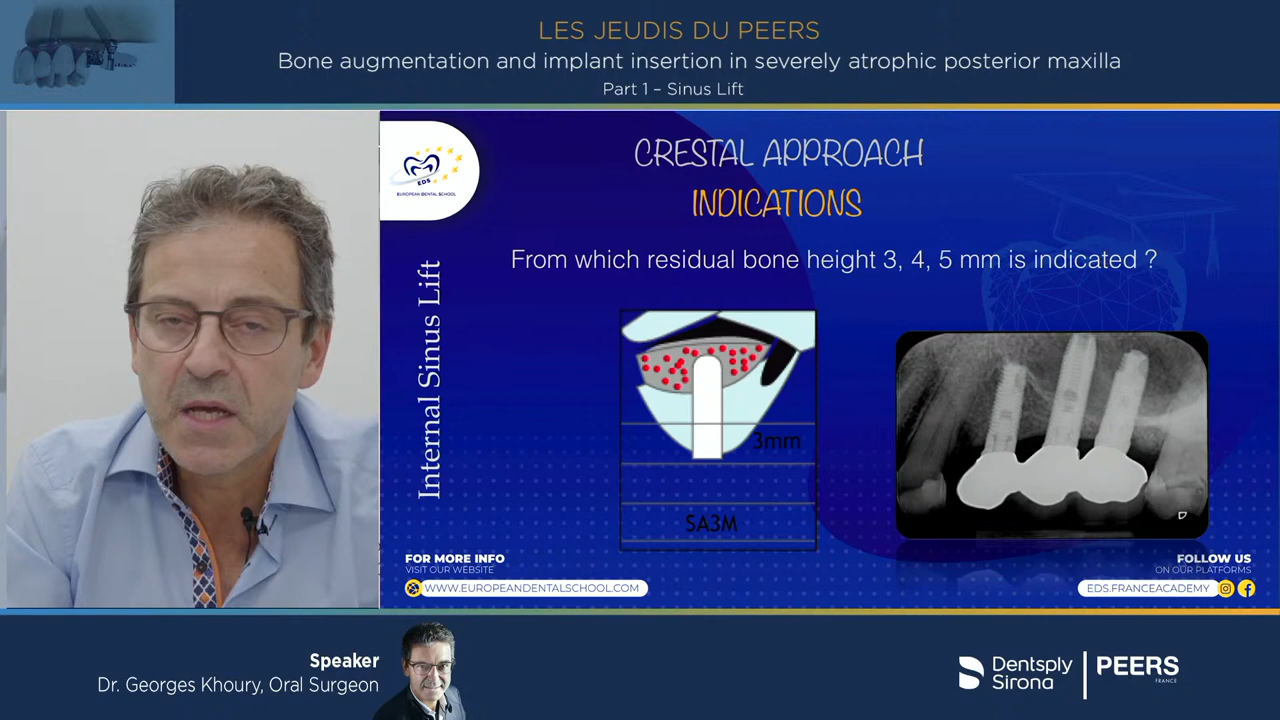 LES JEUDIS DU PEERS
Bone augmentation and implant insertion in severely atrophic posterior maxilla
Part 1 – Sinus Lift
EDS
EUROPEAN DENTAL SCHOOL
CRESTAL APPROACH
INDICATIONS
From which residual bone height 3, 4, 5 mm is indicated ?
Internal Sinus Lift
3mm
SA3M
FOR MORE INFO
VISIT OUR WEBSITE
WWW.EUROPEANDENTALSCHOOL.COM
FOLLOW US
ON OUR PLATFORMS
EDS.FRANCEACADEMY
Speaker
Dr. Georges Khoury, Oral Surgeon
Dentsply
Sirona
PEERS
FRANCE